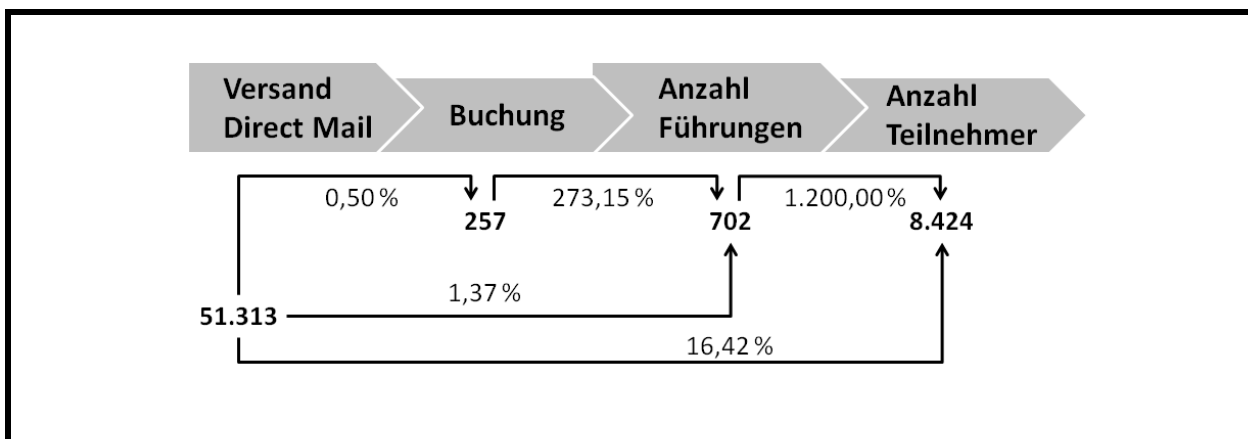 Versand
Direct Mail
Buchung
Anzahl
Führungen
Anzahl
Teilnehmer
0,50 %
273,15 %
1.200,00 %
257
702
8.424
1,37 %
51.313
16,42 %